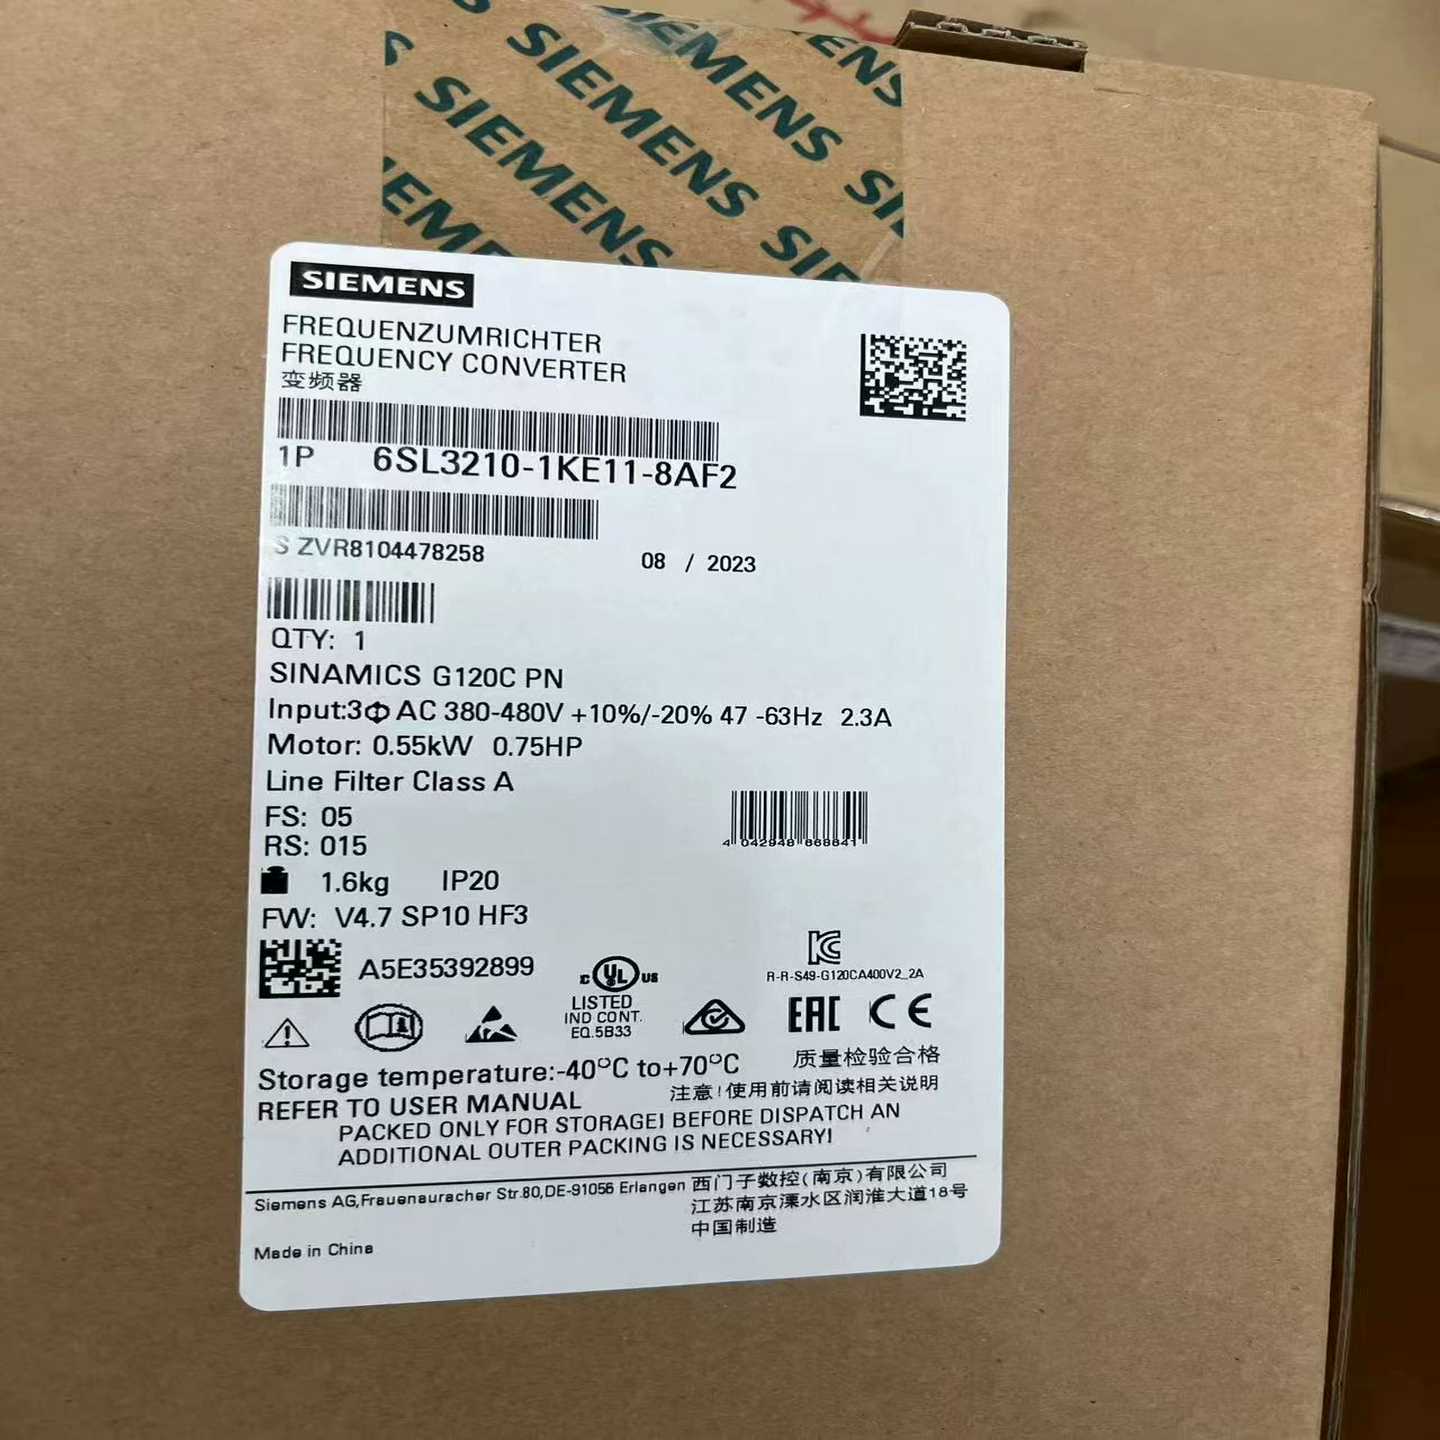 SIEMENS
SIEMENS
SIEMENS
SIEMENS
FREQUENZUMRICHTER
FREQUENCY CONVERTER
变频器
1P 6SL3210-1KE11-8AF2
S ZVR8104478258 08 / 2023
QTY: 1
SINAMICS G120C PN
Input:3Φ AC 380-480V +10%/-20% 47 -63Hz 2.3A
Motor: 0.55kW 0.75HP
Line Filter Class A
FS: 05
RS: 015
4 042948 868841
1.6kg IP20
FW: V4.7 SP10 HF3
A5E35392899
C UL US
LISTED
IND CONT.
EQ.5B33
R-R-S49-G120CA400V2_2A
EAC CE
Storage temperature:-40°C to+70°C
质量检验合格
REFER TO USER MANUAL
注意!使用前请阅读相关说明
PACKED ONLY FOR STORAGE! BEFORE DISPATCH AN
ADDITIONAL OUTER PACKING IS NECESSARY!
Siemens AG,Frauenauracher Str.80,DE-91056 Erlangen
西门子数控(南京)有限公司
江苏南京溧水区润淮大道18号
中国制造
Made in China